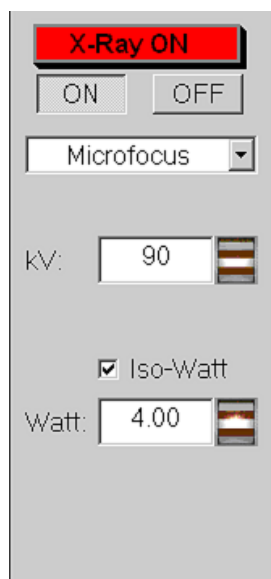 X-Ray ON
ON OFF
Microfocus
kV: 90
Iso-Watt
Watt: 4.00